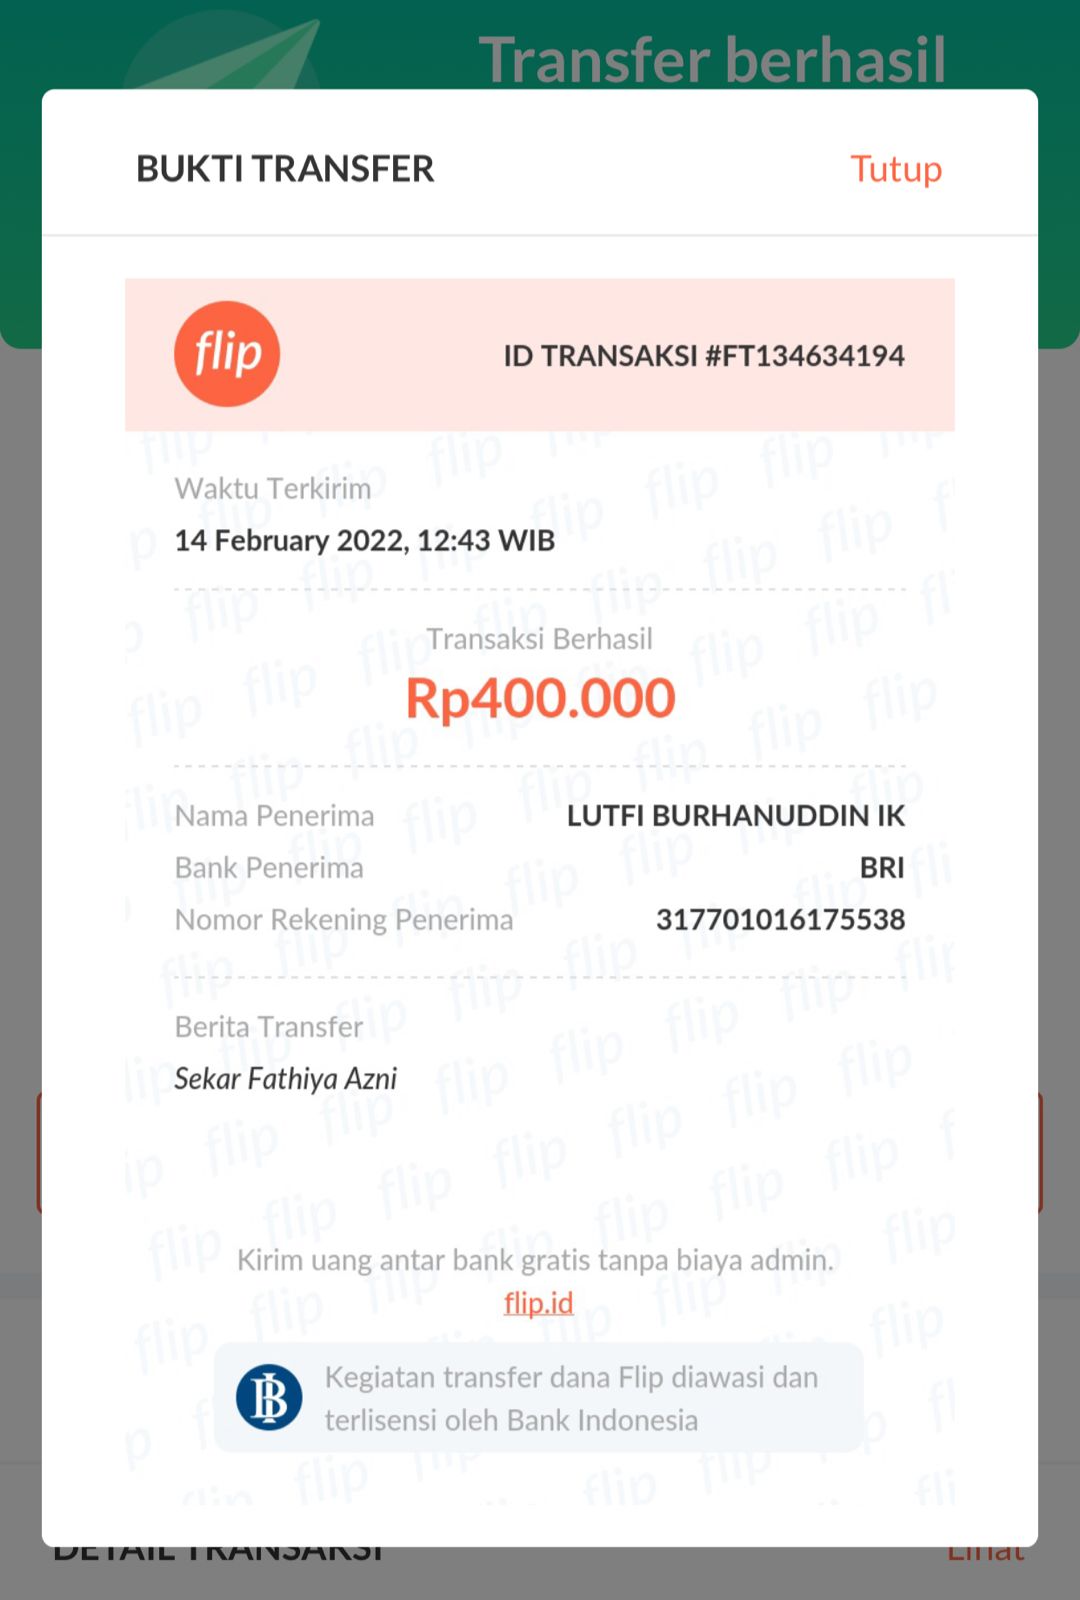 Transfer berhasil
BUKTI TRANSFER
Tutup
flip
ID TRANSAKSI #FT134634194
Waktu Terkirim
14 February 2022, 12:43 WIB
Transaksi Berhasil
Rp400.000
Nama Penerima LUTFI BURHANUDDIN IK
Bank Penerima BRI
Nomor Rekening Penerima 317701016175538
Berita Transfer
Sekar Fathiya Azni
Kirim uang antar bank gratis tanpa biaya admin.
flip.id
Kegiatan transfer dana Flip diawasi dan
terlisensi oleh Bank Indonesia
DETAIL TRANSAKSI
Lihat